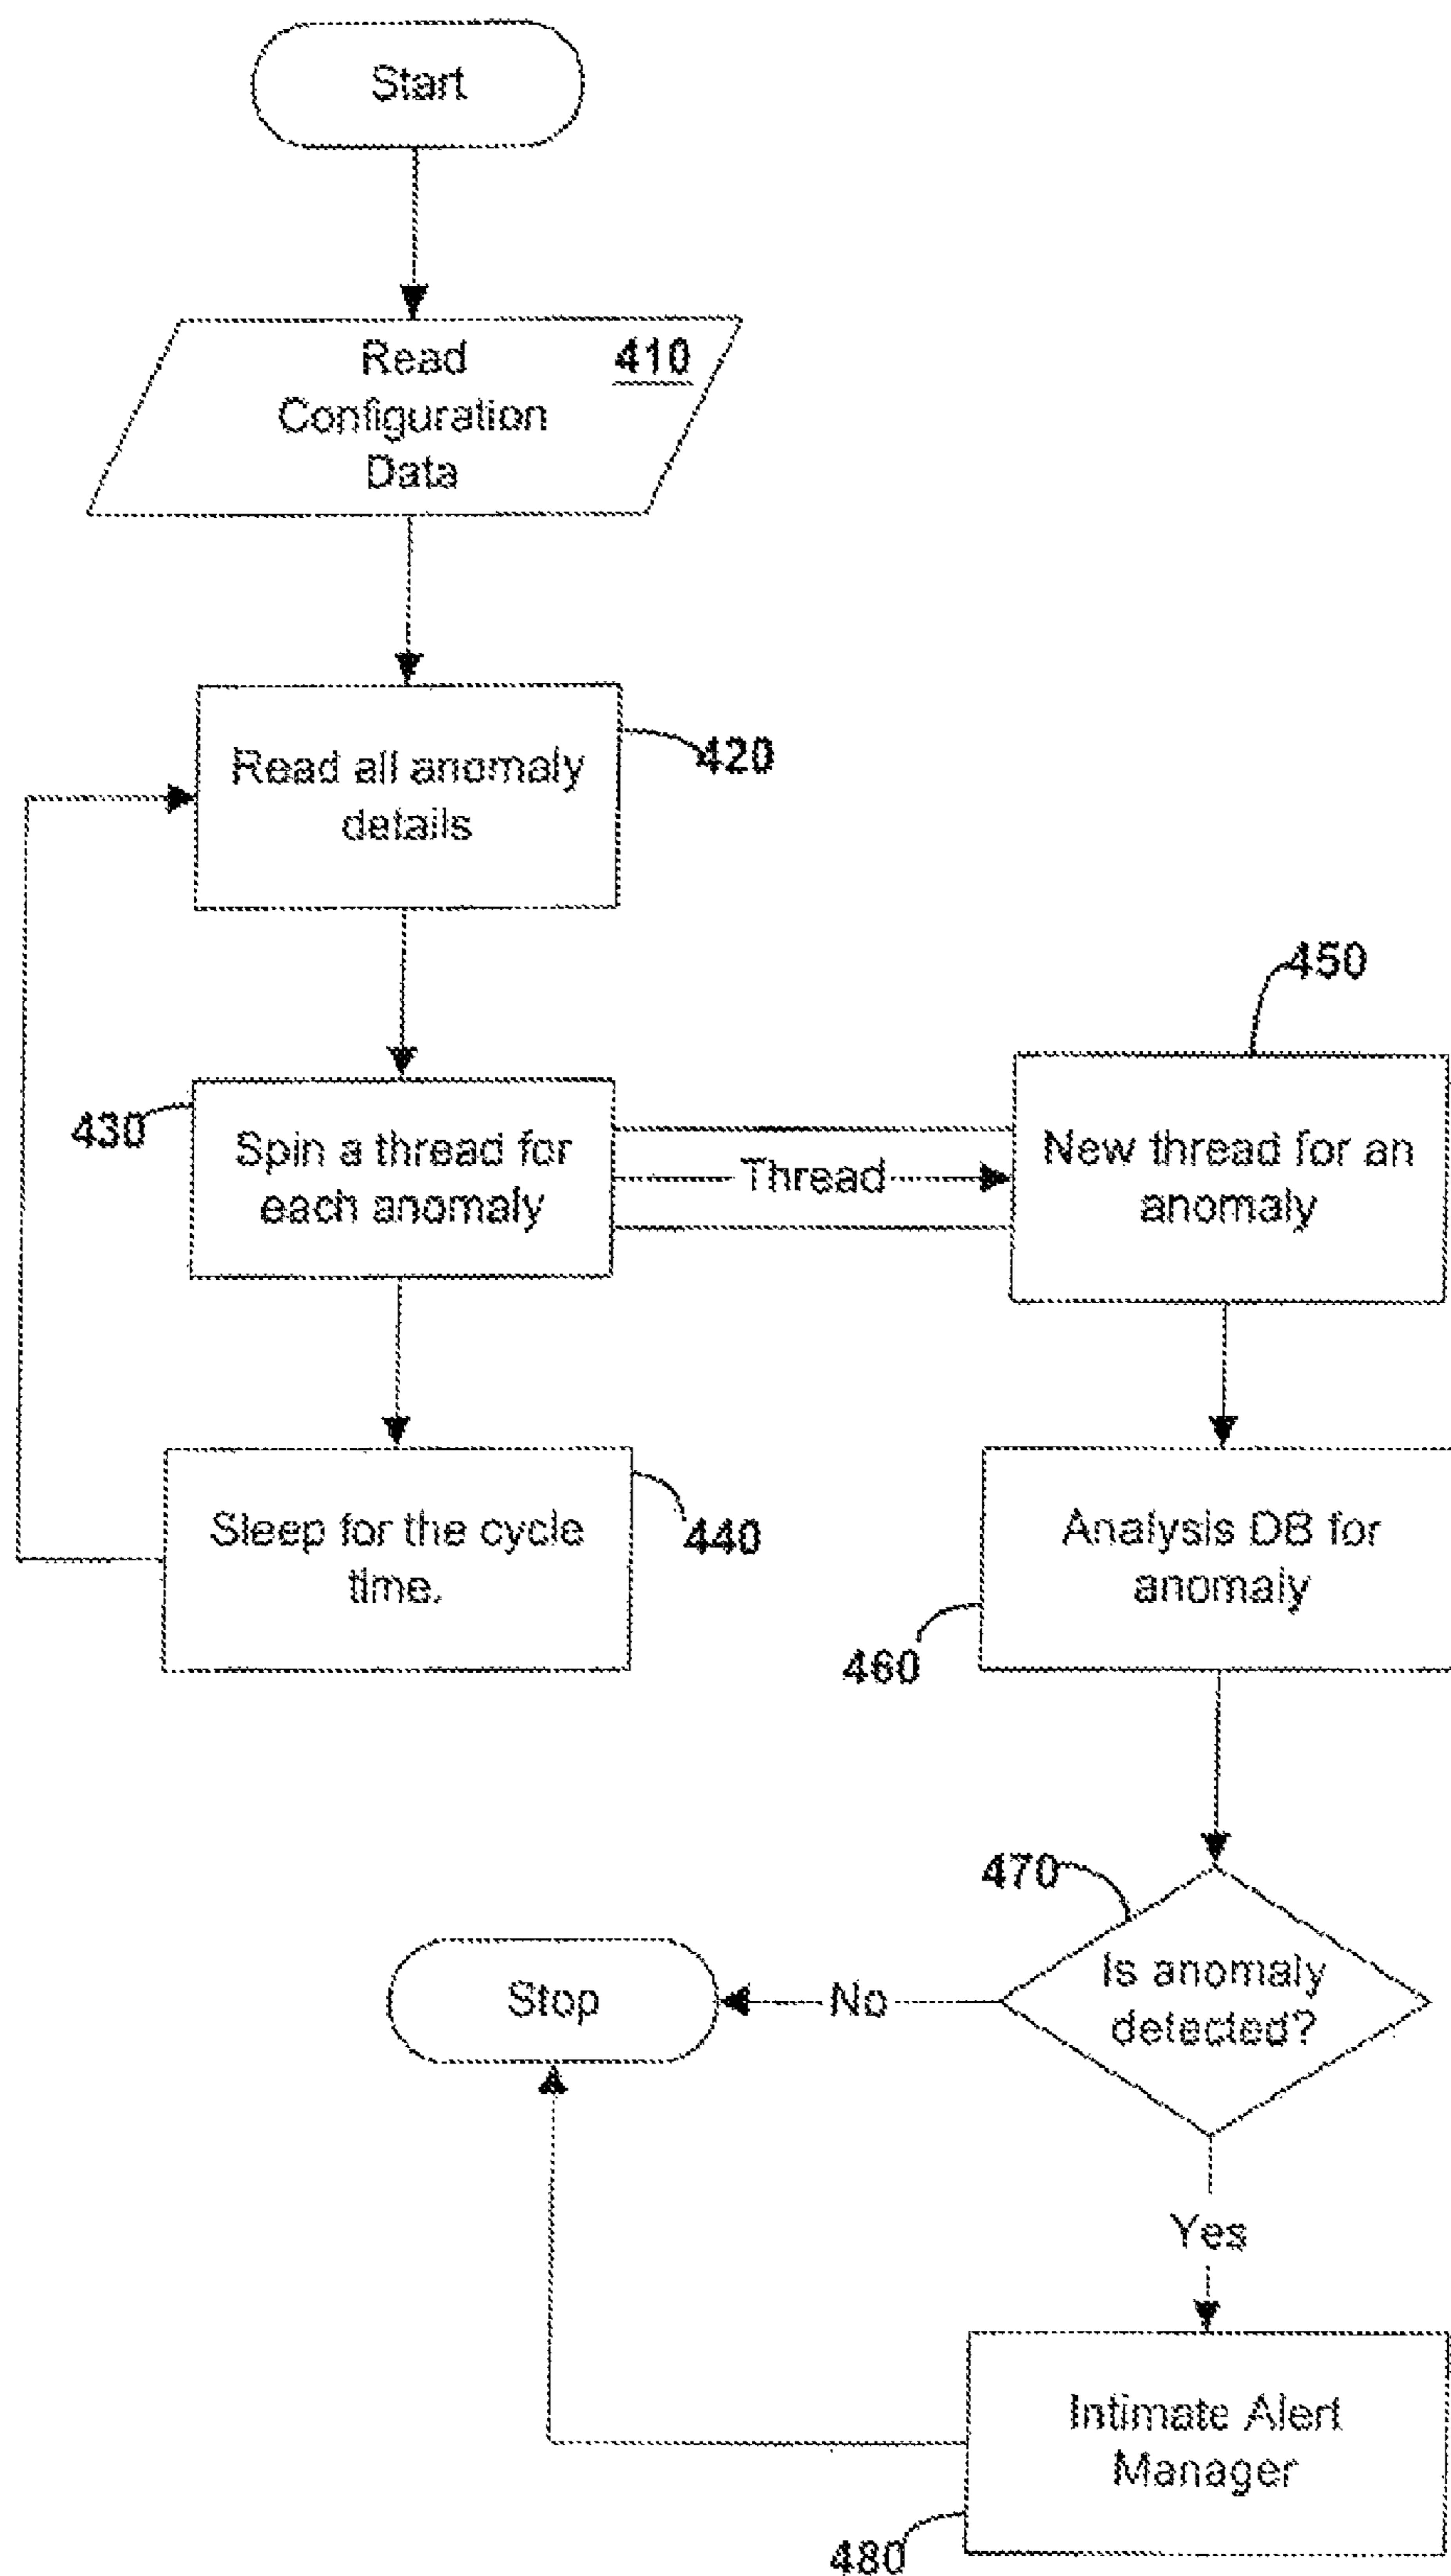 Start
Read
410
Configuration
Data
Read all anomaly
details
420
430
Spin a thread for
each anomaly
Thread
450
New thread for an
anomaly
Sleep for the cycle
time.
440
Analysis DB for
anomaly
460
470
Is anomaly
detected?
No
Stop
Yes
Intimate Alert
Manager
480